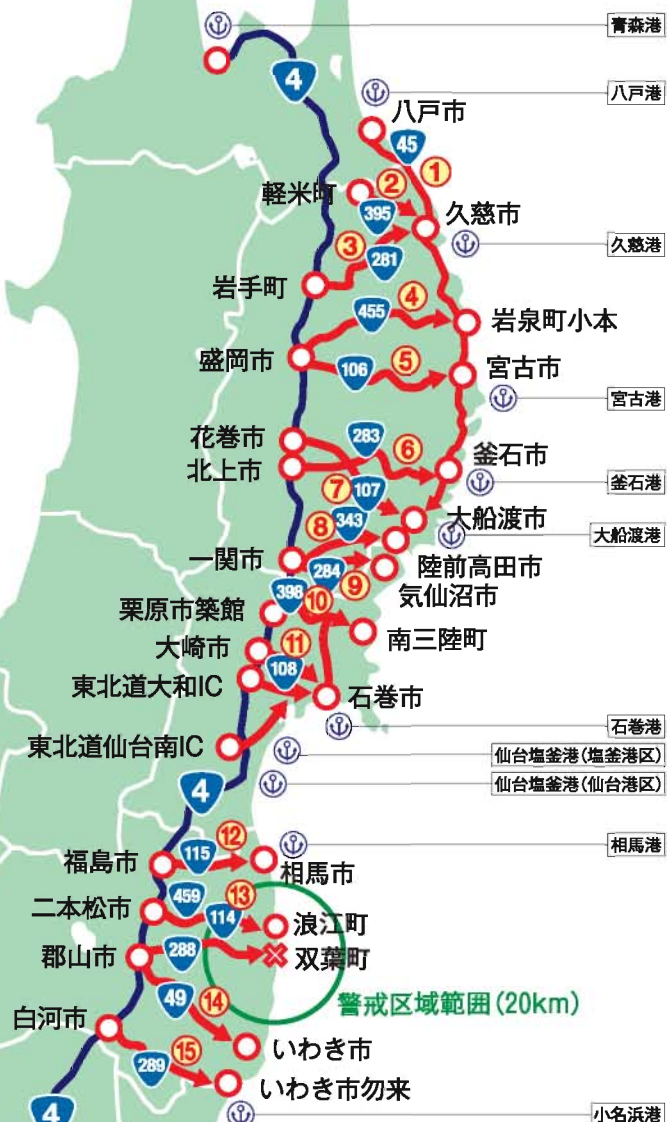 青森港
4
八戸港
八戸市
45
①
軽米町
②
395
久慈市
久慈港
③
281
岩手町
④
455
岩泉町小本
盛岡市
106
⑤
宮古市
宮古港
花巻市
283
⑥
北上市
釜石市
釜石港
⑦
107
大船渡市
大船渡港
⑧
343
一関市
284
⑨
陸前高田市
気仙沼市
398
⑩
栗原市築館
南三陸町
大崎市
⑪
108
東北道大和IC
石巻市
石巻港
東北道仙台南IC
仙台塩釜港(塩釜港区)
仙台塩釜港(仙台港区)
4
⑫
115
相馬港
福島市
相馬市
459
⑬
二本松市
114
浪江町
郡山市
288
双葉町
49
⑭
警戒区域範囲(20km)
白河市
いわき市
289
⑮
いわき市勿来
4
小名浜港